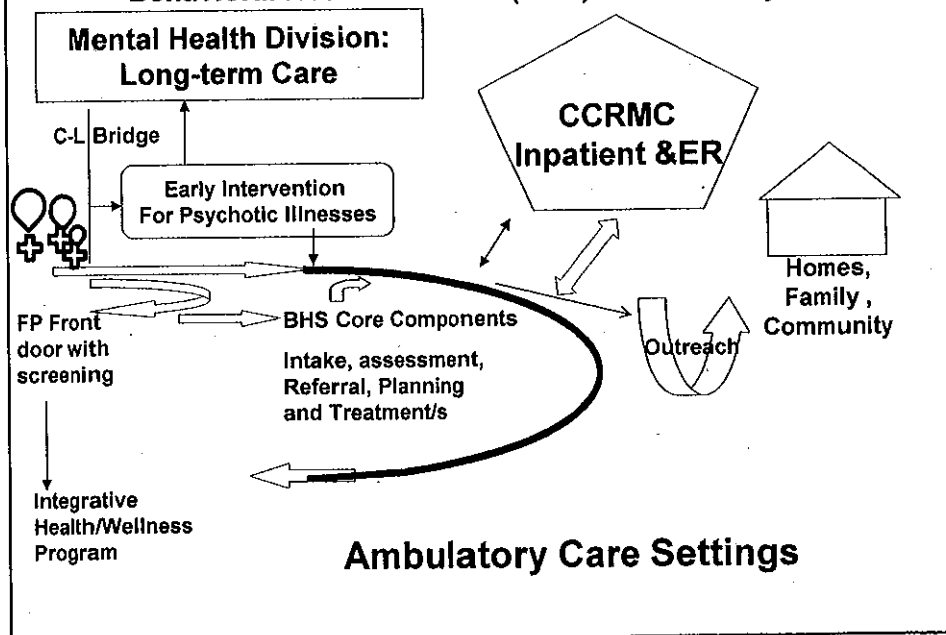 Mental Health Division:
Long-term Care
C-L Bridge
Early Intervention
For Psychotic Illnesses
CCRMC
Inpatient &ER
Homes,
Family ,
Community
FP Front
door with
screening
BHS Core Components
Intake, assessment,
Referral, Planning
and Treatment/s
Outreach
Integrative
Health/Wellness
Program
Ambulatory Care Settings